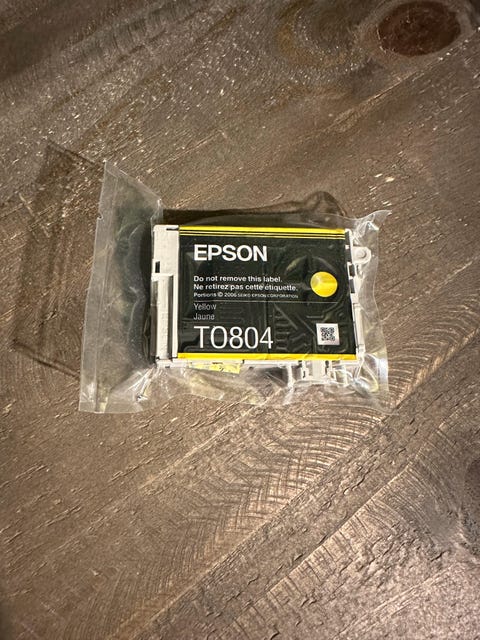 EPSON
Do not remove this label.
Ne retirez pas cette étiquette.
Portions © 2006 SEIKO EPSON CORPORATION
Yellow
Jaune
T0804